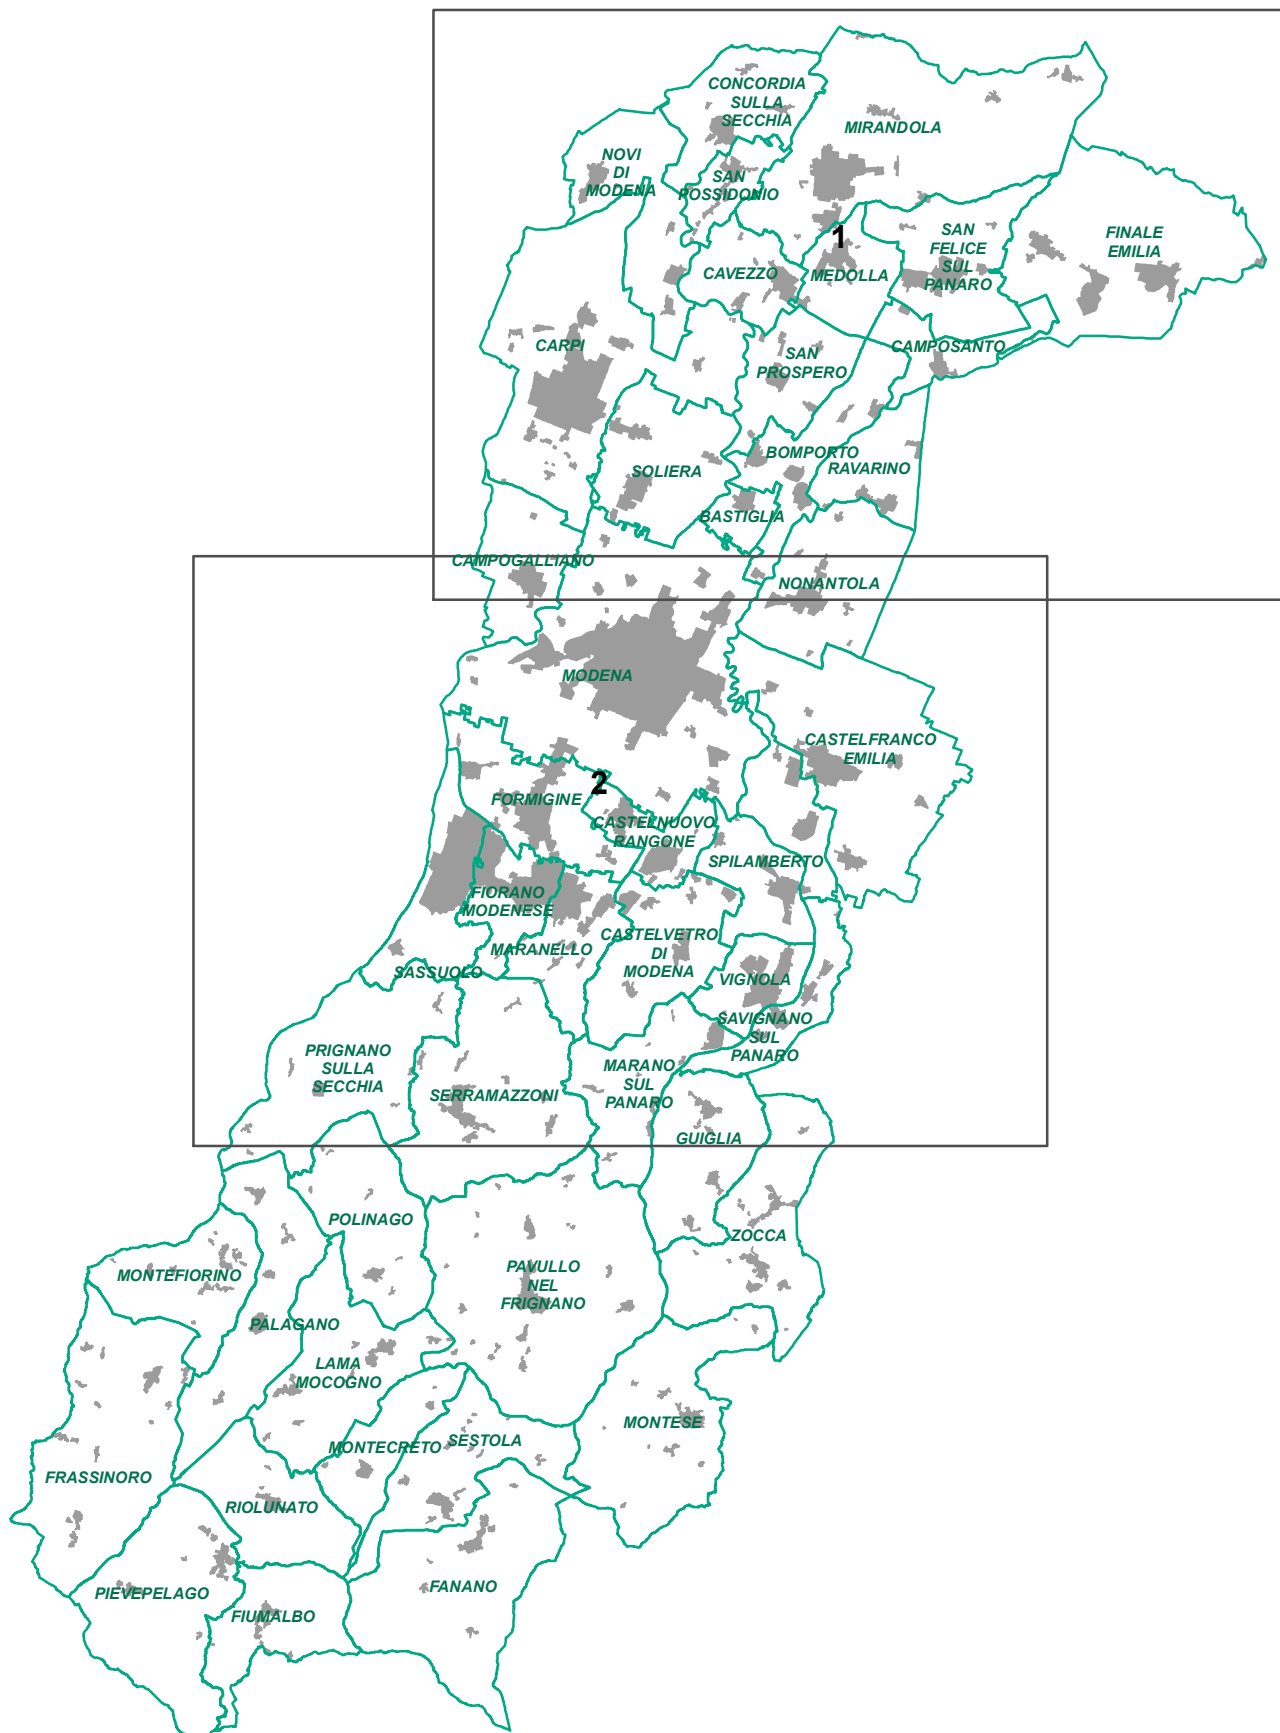 CONCORDIA
SULLA
SECCHIA
MIRANDOLA
NOVI
DI
MODENA
SAN
POSSIDONIO
1
SAN
FELICE
SUL
PANARO
FINALE
EMILIA
CAVEZZO
MEDOLLA
CARPI
SAN
PROSPERO
CAMPOSANTO
BOMPORTO
RAVARINO
SOLIERA
BASTIGLIA
CAMPOGALLIANO
NONANTOLA
MODENA
CASTELFRANCO
EMILIA
2
FORMIGINE
CASTELNUOVO
RANGONE
SPILAMBERTO
FIORANO
MODENESE
MARANELLO
CASTELVETRO
DI
MODENA
SASSUOLO
VIGNOLA
SAVIGNANO
SUL
PANARO
PRIGNANO
SULLA
SECCHIA
SERRAMAZZONI
MARANO
SUL
PANARO
GUIGLIA
POLINAGO
ZOCCA
MONTEFIORINO
PAVULLO
NEL
FRIGNANO
PALAGANO
LAMA
MOCOGNO
MONTESE
MONTECRETO
SESTOLA
FRASSINORO
RIOLUNATO
PIEVEPELAGO
FANANO
FIUMALBO